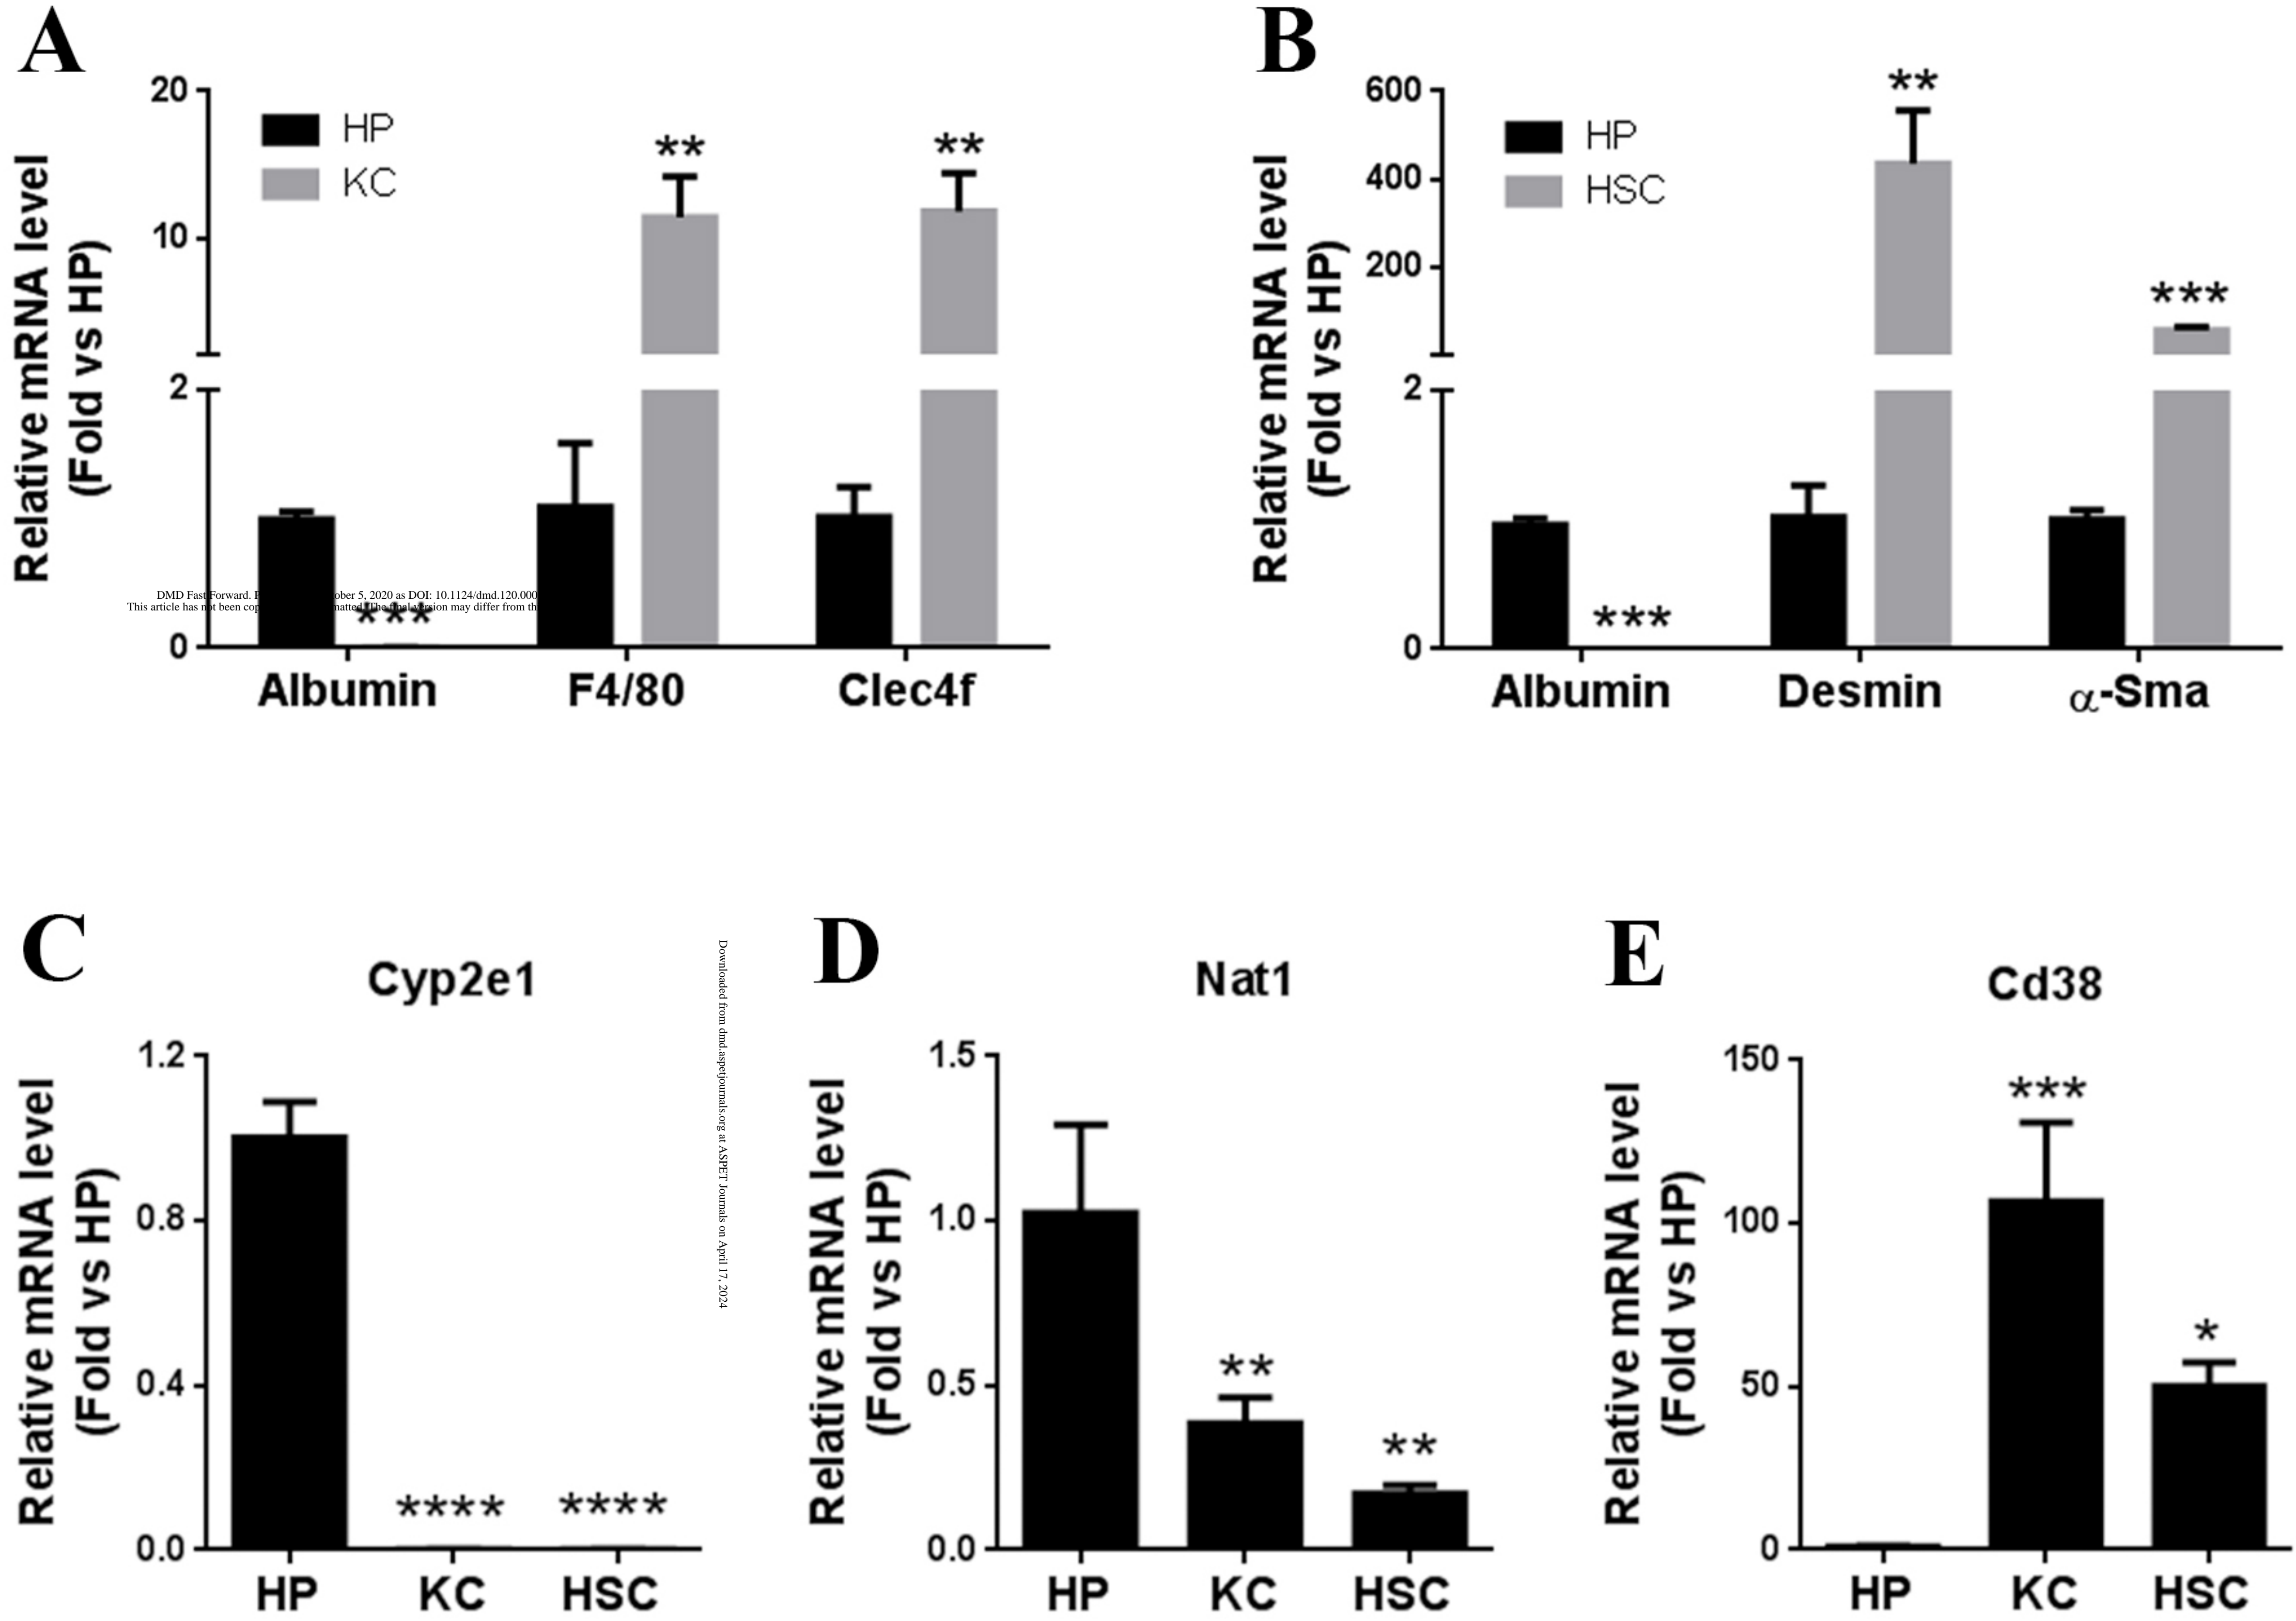 A
Relative mRNA level
(Fold vs HP)
20
10
2
0
HP
KC
**
**
***
Albumin
F4/80
Clec4f
DMD Fast Forward.
ober 5, 2020 as DOI: 10.1124/dmd.120.000
This article has not been cop
matted. The final version may differ from th
B
Relative mRNA level
(Fold vs HP)
600
400
200
2
0
HP
HSC
**
***
***
Albumin
Desmin
α-Sma
C
Cyp2e1
Relative mRNA level
(Fold vs HP)
1.2
0.8
0.4
0.0
****
****
HP
KC
HSC
Downloaded from dmd.aspetjournals.org at ASPET Journals on April 17, 2024
D
Nat1
Relative mRNA level
(Fold vs HP)
1.5
1.0
0.5
0.0
**
**
HP
KC
HSC
E
Cd38
Relative mRNA level
(Fold vs HP)
150
100
50
0
***
*
HP
KC
HSC